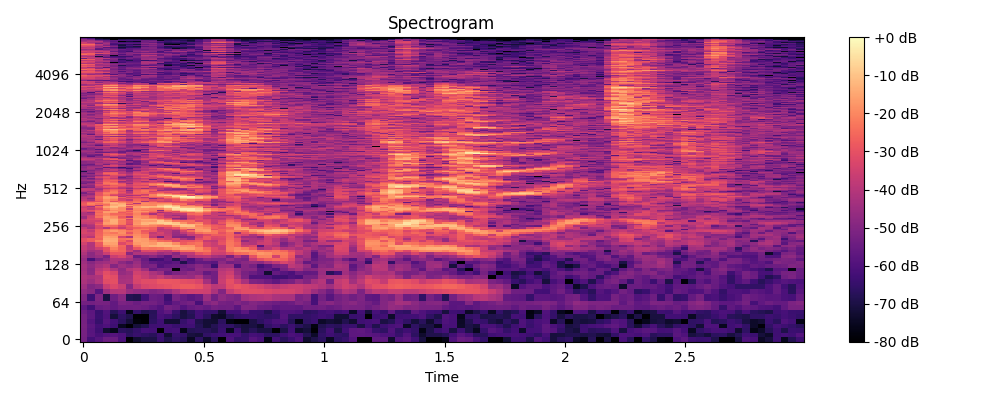 Spectrogram
Hz
4096
2048
1024
512
256
128
64
0
0
0.5
1
1.5
2
2.5
Time
+0 dB
-10 dB
-20 dB
-30 dB
-40 dB
-50 dB
-60 dB
-70 dB
-80 dB